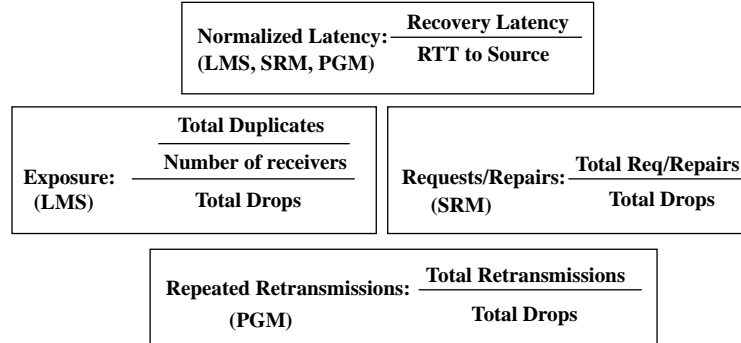 Normalized Latency: Recovery Latency
RTT to Source
(LMS, SRM, PGM)
Exposure:
(LMS)
Total Duplicates
Number of receivers
Total Drops
Requests/Repairs:
(SRM)
Total Req/Repairs
Total Drops
Repeated Retransmissions:
(PGM)
Total Retransmissions
Total Drops